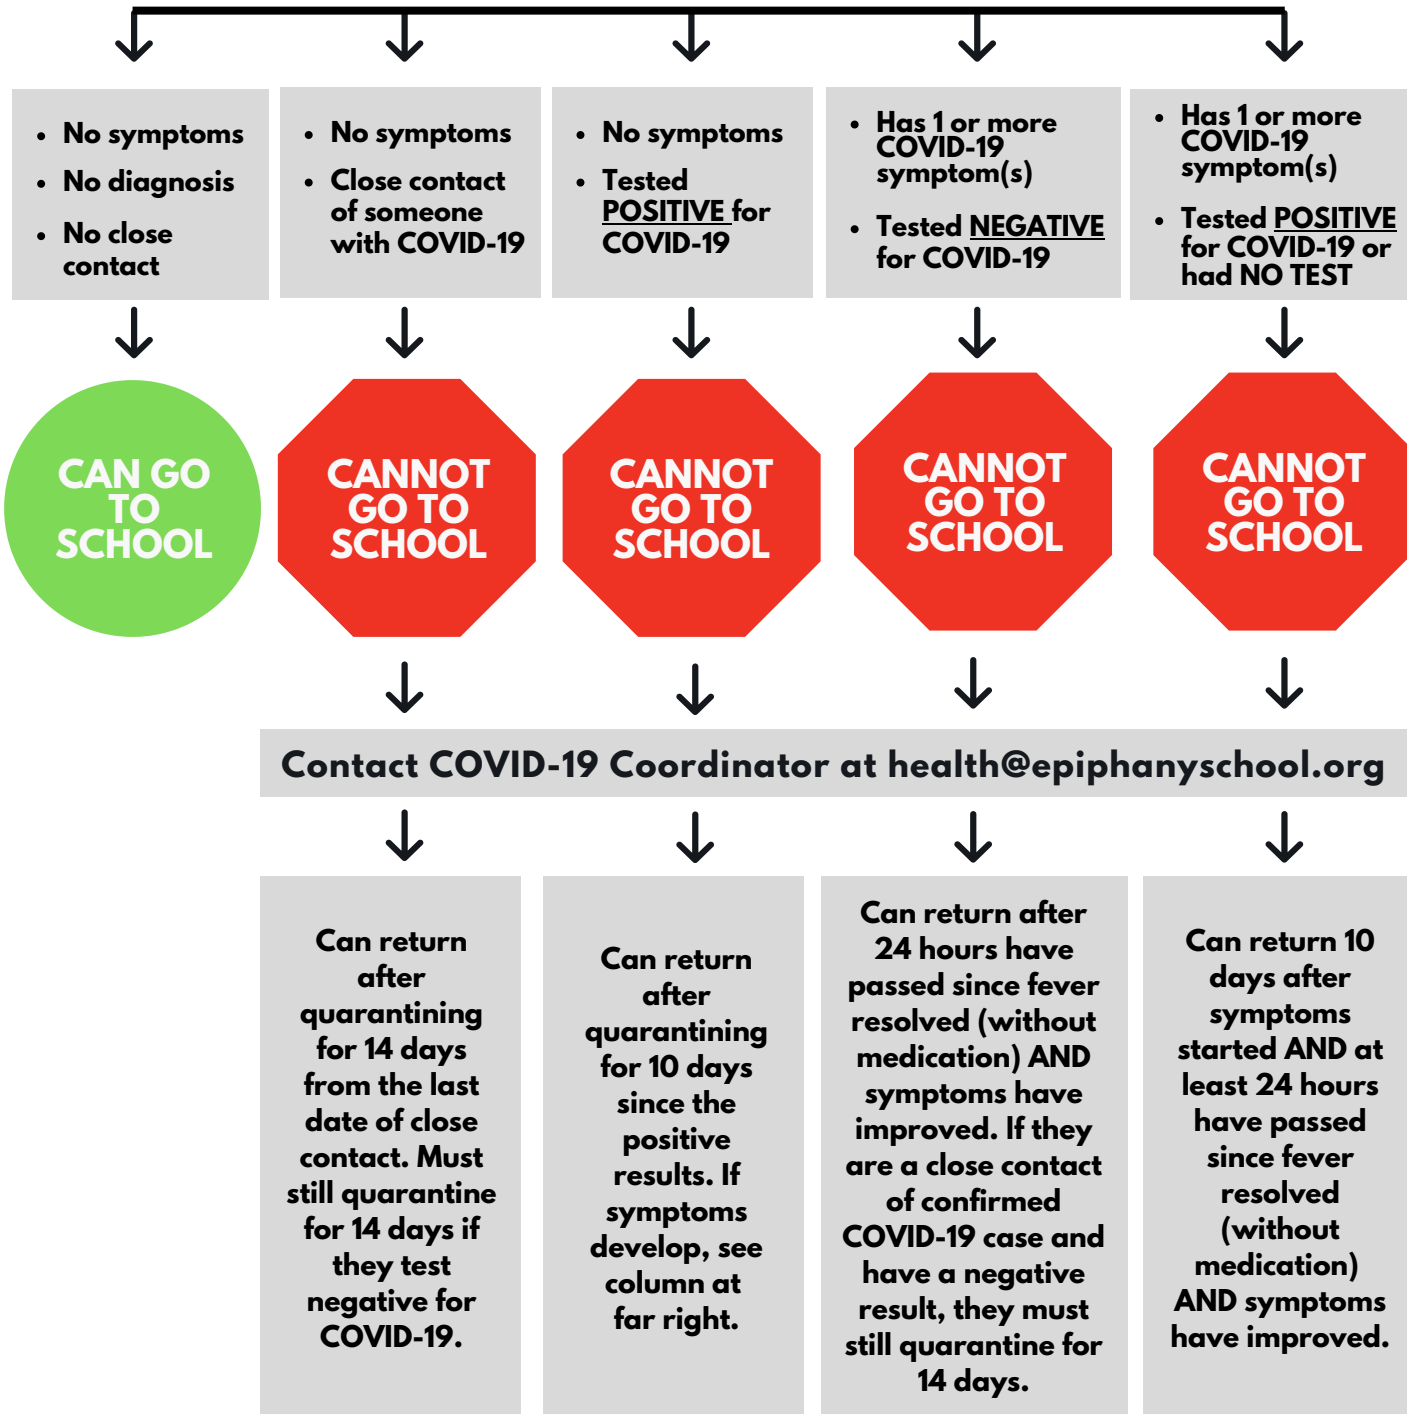 • No symptoms
• No diagnosis
• No close
contact
• No symptoms
• Close contact
of someone
with COVID-19
• No symptoms
• Tested
POSITIVE for
COVID-19
• Has 1 or more
COVID-19
symptom(s)
• Tested NEGATIVE
for COVID-19
• Has 1 or more
COVID-19
symptom(s)
• Tested POSITIVE
for COVID-19 or
had NO TEST
CAN GO
TO
SCHOOL
CANNOT
GO TO
SCHOOL
CANNOT
GO TO
SCHOOL
CANNOT
GO TO
SCHOOL
CANNOT
GO TO
SCHOOL
Contact COVID-19 Coordinator at health@epiphanyschool.org
Can return
after
quarantining
for 14 days
from the last
date of close
contact. Must
still quarantine
for 14 days if
they test
negative for
COVID-19.
Can return
after
quarantining
for 10 days
since the
positive
results. If
symptoms
develop, see
column at
far right.
Can return after
24 hours have
passed since fever
resolved (without
medication) AND
symptoms have
improved. If they
are a close contact
of confirmed
COVID-19 case and
have a negative
result, they must
still quarantine for
14 days.
Can return 10
days after
symptoms
started AND at
least 24 hours
have passed
since fever
resolved
(without
medication)
AND symptoms
have improved.